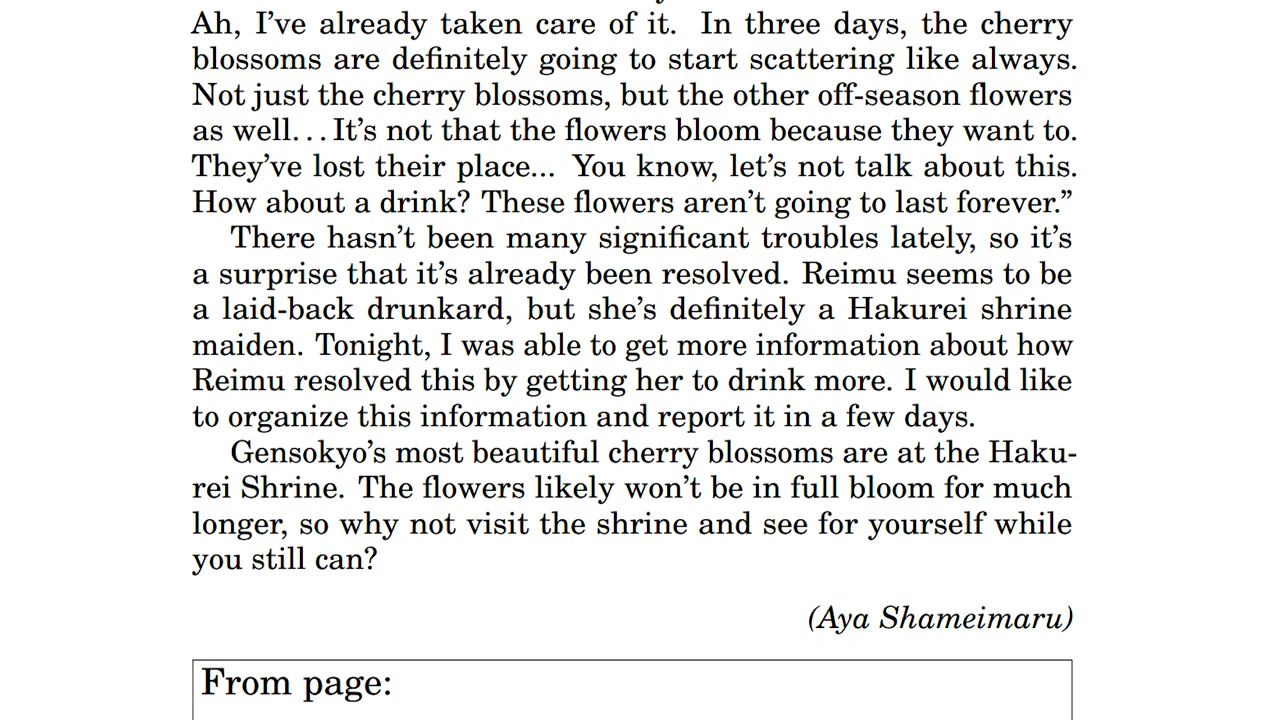 Ah, I've already taken care of it. In three days, the cherry
blossoms are definitely going to start scattering like always.
Not just the cherry blossoms, but the other off-season flowers
as well... It's not that the flowers bloom because they want to.
They've lost their place... You know, let's not talk about this.
How about a drink? These flowers aren't going to last forever.”
There hasn't been many significant troubles lately, so it's
a surprise that it's already been resolved. Reimu seems to be
a laid-back drunkard, but she's definitely a Hakurei shrine
maiden. Tonight, I was able to get more information about how
Reimu resolved this by getting her to drink more. I would like
to organize this information and report it in a few days.
Gensokyo's most beautiful cherry blossoms are at the Haku-
rei Shrine. The flowers likely won't be in full bloom for much
longer, so why not visit the shrine and see for yourself while
you still can?
(Aya Shameimaru)
From page: